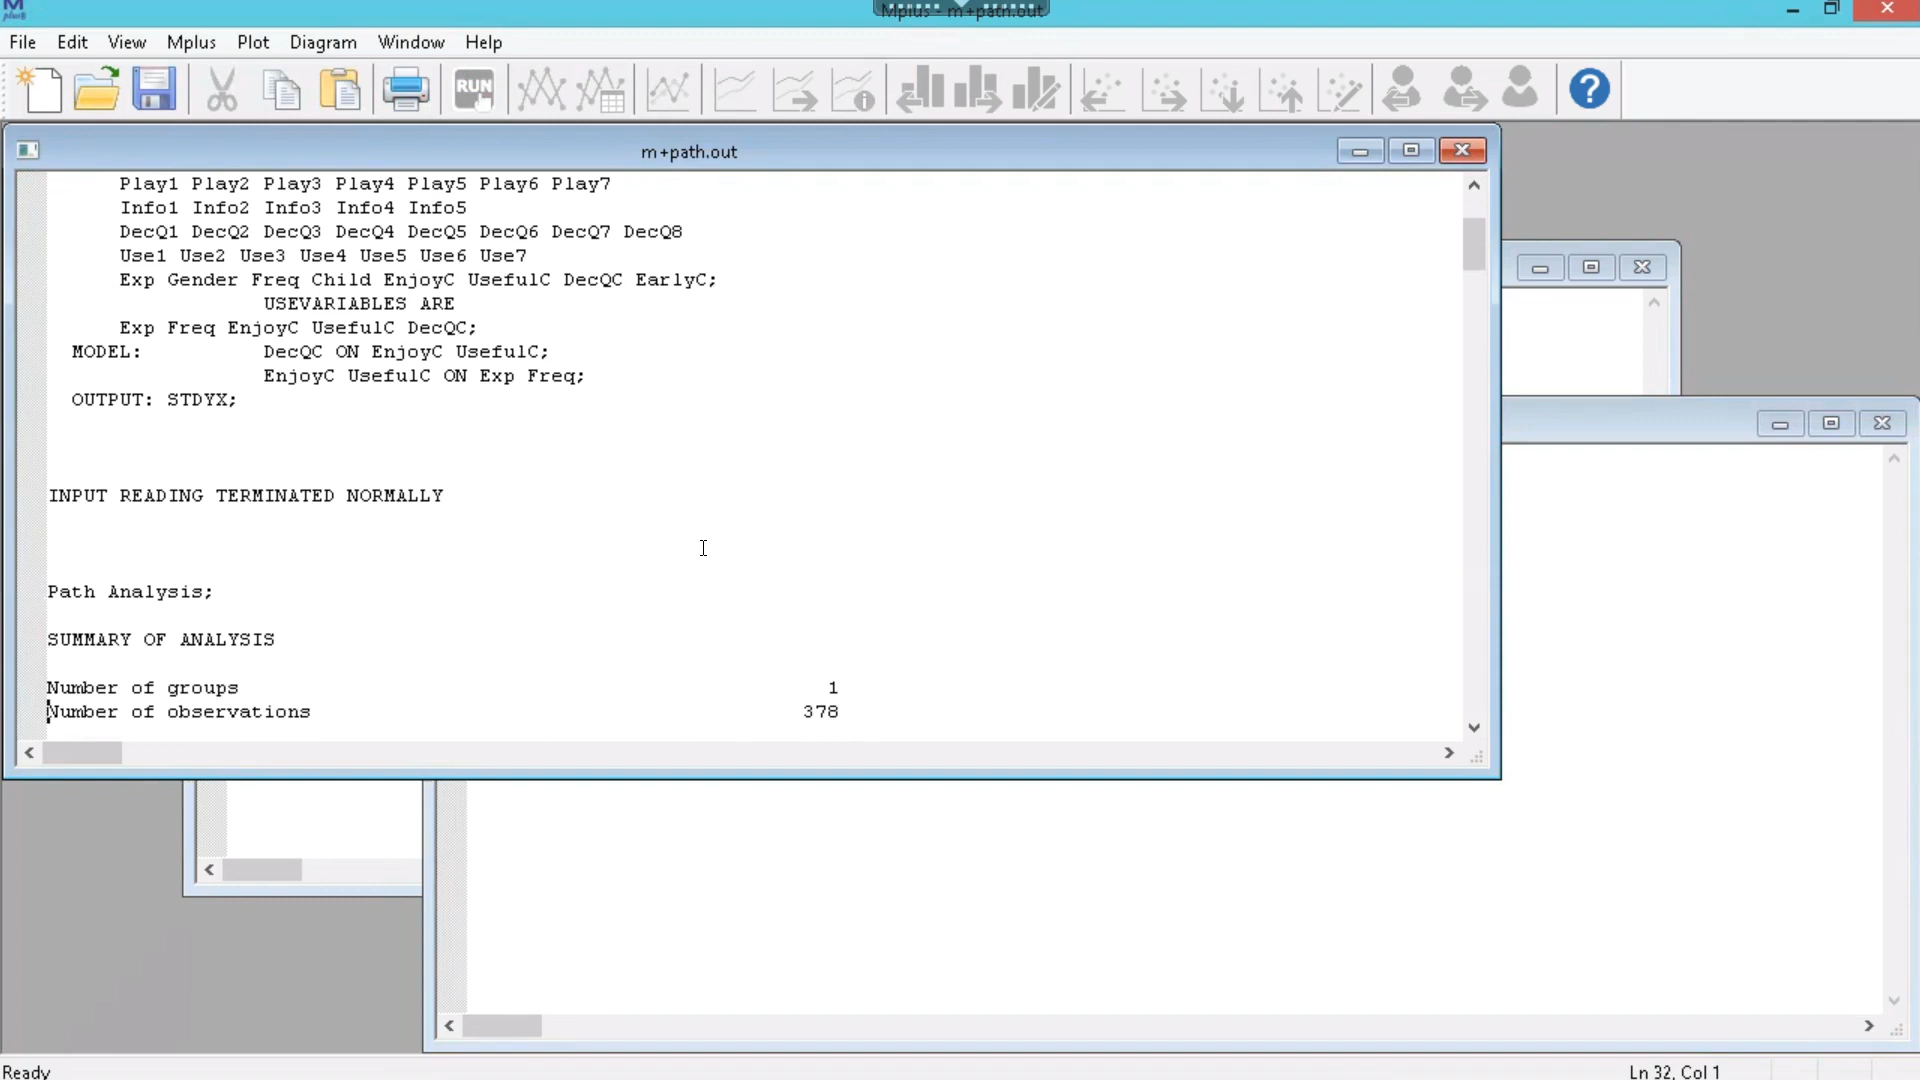 M
plus
Mplus - m+path.out
File Edit View Mplus Plot Diagram Window Help
RUN
m+path.out
Play1 Play2 Play3 Play4 Play5 Play6 Play7
Info1 Info2 Info3 Info4 Info5
DecQ1 DecQ2 DecQ3 DecQ4 DecQ5 DecQ6 DecQ7 DecQ8
Use1 Use2 Use3 Use4 Use5 Use6 Use7
Exp Gender Freq Child EnjoyC UsefulC DecQC EarlyC;
USEVARIABLES ARE
Exp Freq EnjoyC UsefulC DecQC;
MODEL: DecQC ON EnjoyC UsefulC;
EnjoyC UsefulC ON Exp Freq;
OUTPUT: STDYX;
INPUT READING TERMINATED NORMALLY
Path Analysis;
SUMMARY OF ANALYSIS
Number of groups 1
Number of observations 378
Ready
Ln 32, Col 1